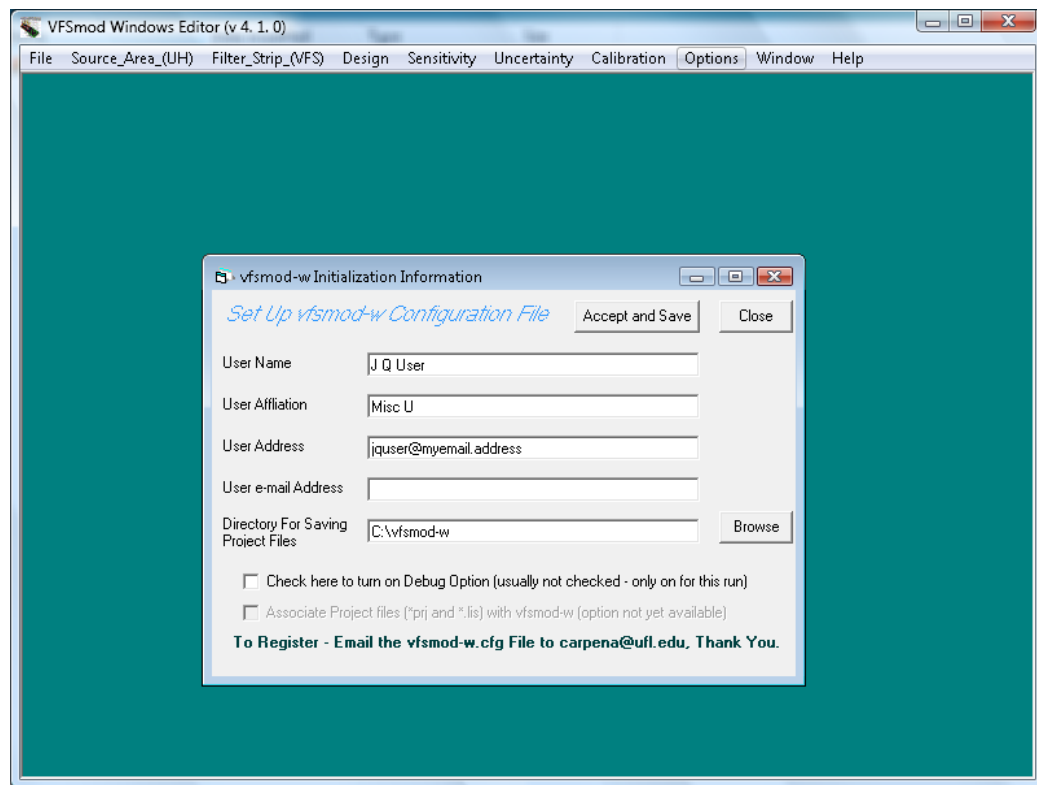 VFSmod Windows Editor (v 4. 1. 0)
File Source_Area_(UH) Filter_Strip_(VFS) Design Sensitivity Uncertainty Calibration Options Window Help
vfsmod-w Initialization Information
Set Up vfsmod-w Configuration File Accept and Save Close
User Name J Q User
User Affliation Misc U
User Address jquser@myemail.address
User e-mail Address
Directory For Saving
Project Files C:\vfsmod-w Browse
Check here to turn on Debug Option (usually not checked - only on for this run)
Associate Project files (*prj and *.lis) with vfsmod-w (option not yet available)
To Register - Email the vfsmod-w.cfg File to carpena@ufl.edu, Thank You.